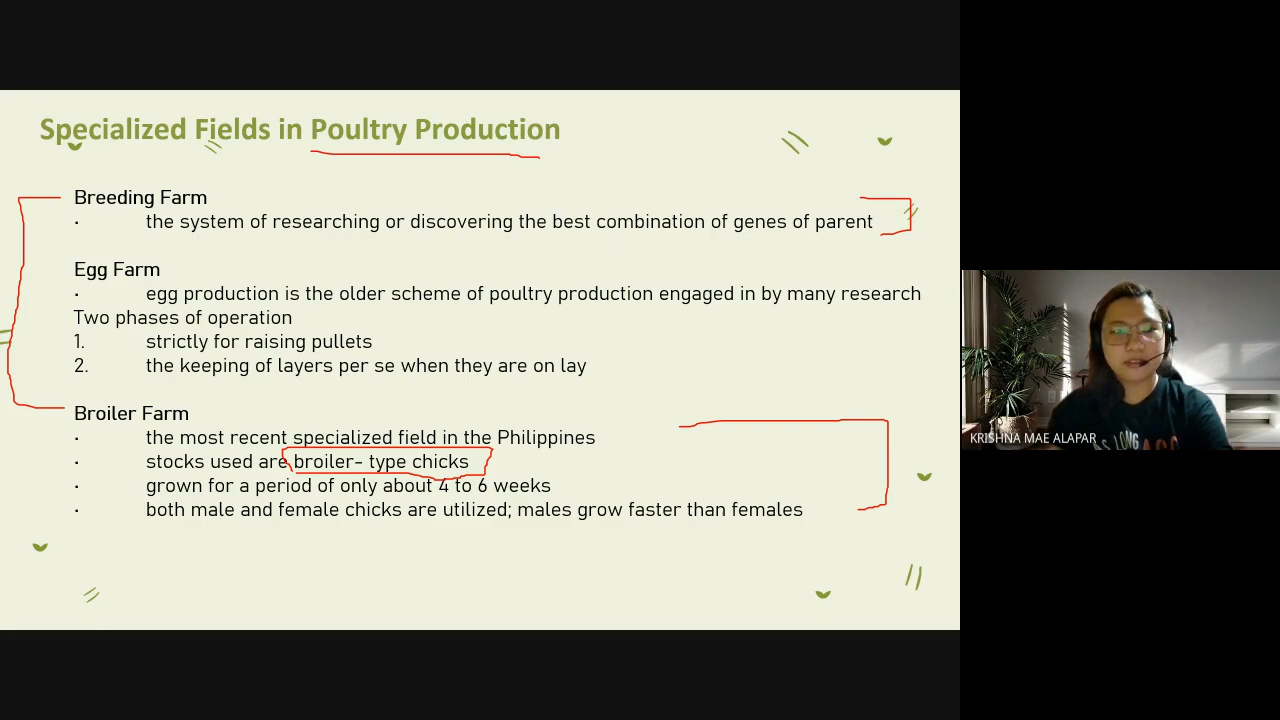 Specialized Fields in Poultry Production
Breeding Farm
· the system of researching or discovering the best combination of genes of parent
Egg Farm
· egg production is the older scheme of poultry production engaged in by many research
Two phases of operation
1. strictly for raising pullets
2. the keeping of layers per se when they are on lay
Broiler Farm
· the most recent specialized field in the Philippines
· stocks used are broiler- type chicks
· grown for a period of only about 4 to 6 weeks
· both male and female chicks are utilized; males grow faster than females
KRISHNA MAE ALAPAR
LONG